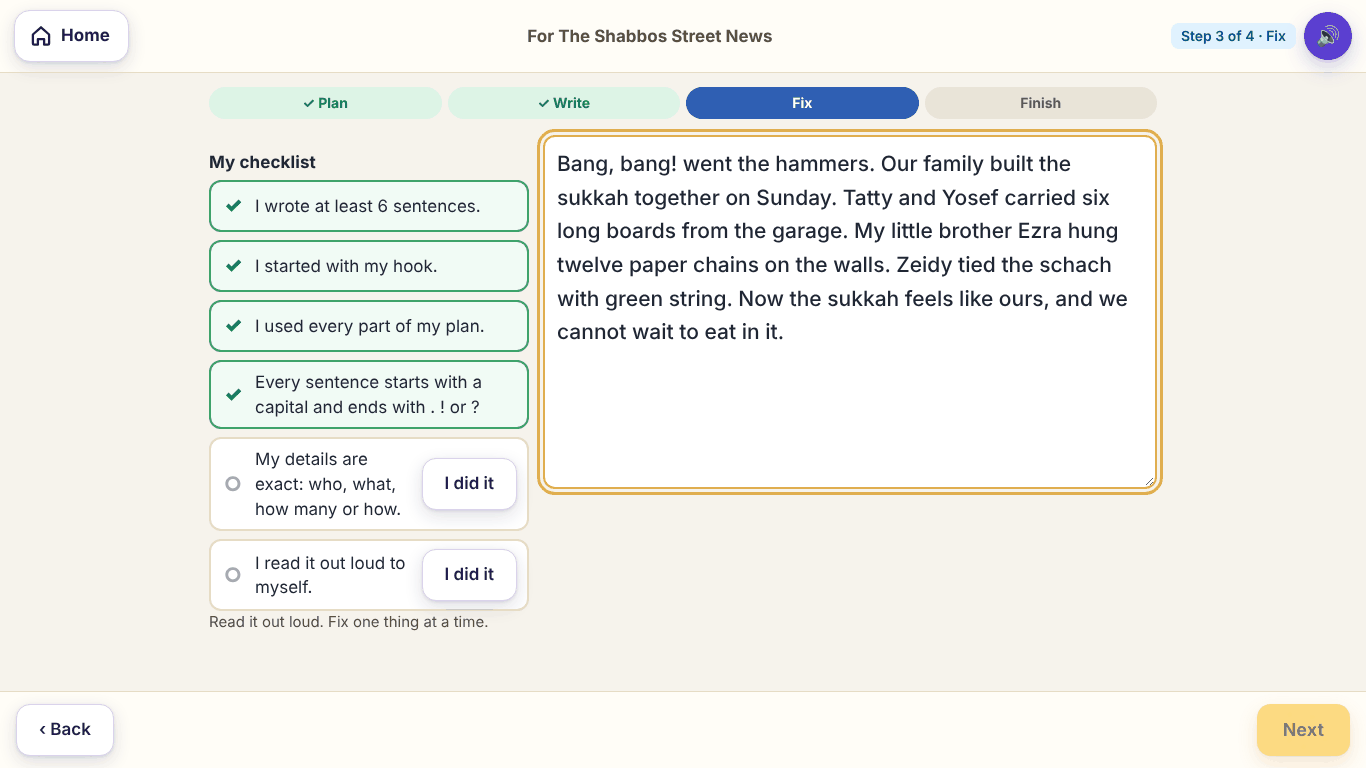 Home
For The Shabbos Street News
Step 3 of 4 · Fix
✓ Plan
✓ Write
Fix
Finish
My checklist
I wrote at least 6 sentences.
I started with my hook.
I used every part of my plan.
Every sentence starts with a
capital and ends with . ! or ?
My details are
exact: who, what,
how many or how.
I did it
I read it out loud to
myself.
I did it
Read it out loud. Fix one thing at a time.
Bang, bang! went the hammers. Our family built the
sukkah together on Sunday. Tatty and Yosef carried six
long boards from the garage. My little brother Ezra hung
twelve paper chains on the walls. Zeidy tied the schach
with green string. Now the sukkah feels like ours, and we
cannot wait to eat in it.
‹ Back
Next